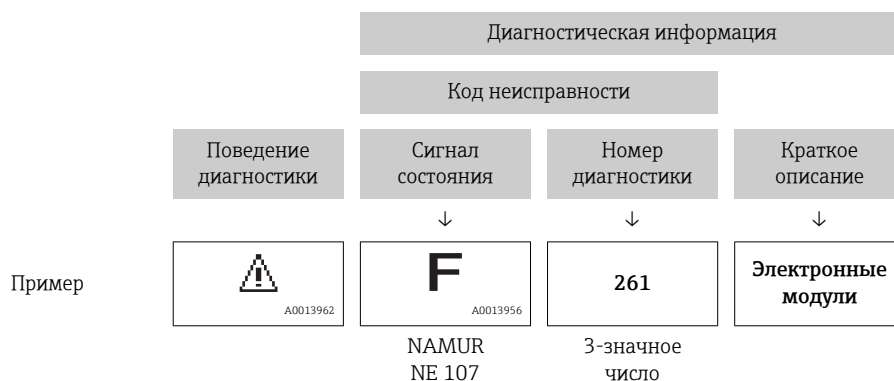 Диагностическая информация
Код неисправности
Поведение диагностики
Сигнал состояния
Номер диагностики
Краткое описание
↓ ↓ ↓
Пример
A0013962
F
A0013956
261
Электронные модули
NAMUR NE 107
3-значное число